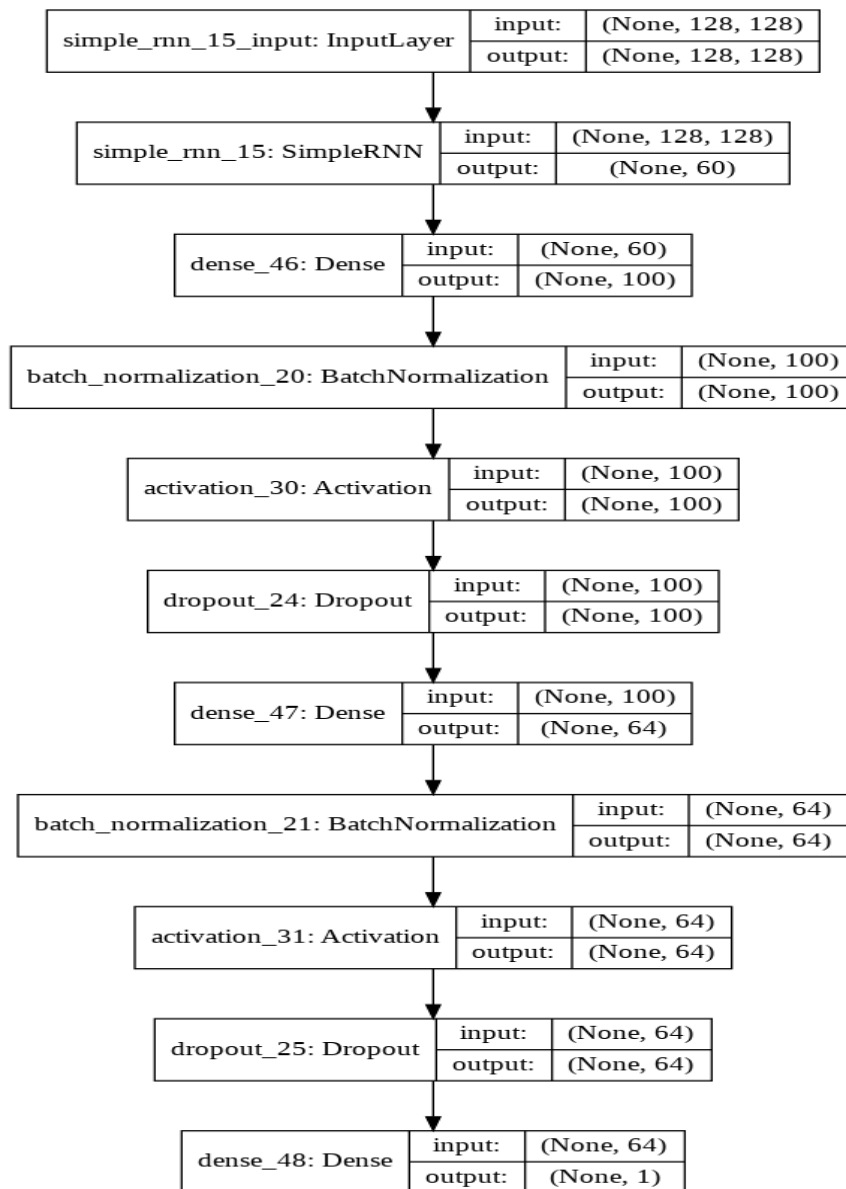 simple_rnn_15_input: InputLayer
input: (None, 128, 128)
output: (None, 128, 128)
simple_rnn_15: SimpleRNN
input: (None, 128, 128)
output: (None, 60)
dense_46: Dense
input: (None, 60)
output: (None, 100)
batch_normalization_20: BatchNormalization
input: (None, 100)
output: (None, 100)
activation_30: Activation
input: (None, 100)
output: (None, 100)
dropout_24: Dropout
input: (None, 100)
output: (None, 100)
dense_47: Dense
input: (None, 100)
output: (None, 64)
batch_normalization_21: BatchNormalization
input: (None, 64)
output: (None, 64)
activation_31: Activation
input: (None, 64)
output: (None, 64)
dropout_25: Dropout
input: (None, 64)
output: (None, 64)
dense_48: Dense
input: (None, 64)
output: (None, 1)